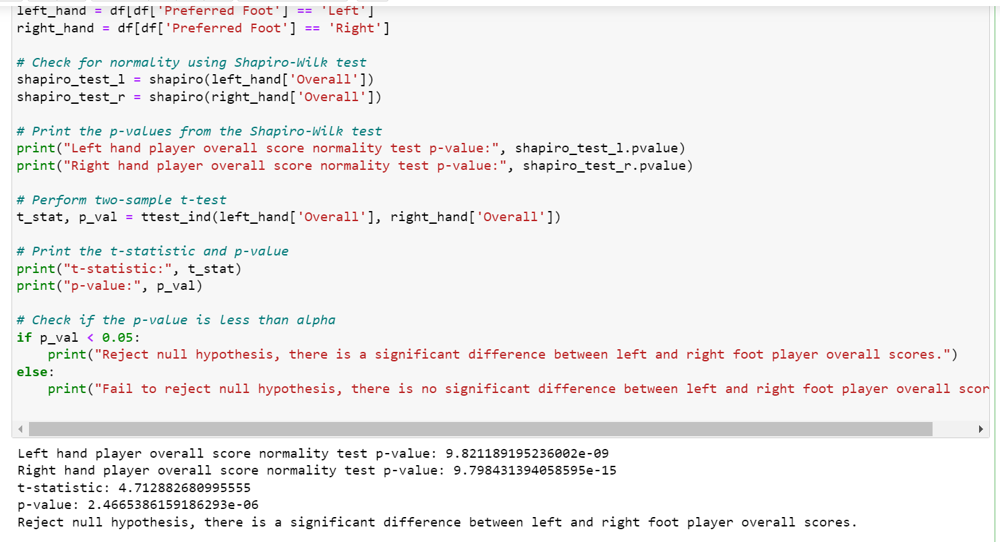 left_hand = df[df['Preferred Foot'] == 'Left']
right_hand = df[df['Preferred Foot'] == 'Right']
# Check for normality using Shapiro-Wilk test
shapiro_test_l = shapiro(left_hand['Overall'])
shapiro_test_r = shapiro(right_hand['Overall'])
# Print the p-values from the Shapiro-Wilk test
print("Left hand player overall score normality test p-value:", shapiro_test_l.pvalue)
print("Right hand player overall score normality test p-value:", shapiro_test_r.pvalue)
# Perform two-sample t-test
t_stat, p_val = ttest_ind(left_hand['Overall'], right_hand['Overall'])
# Print the t-statistic and p-value
print("t-statistic:", t_stat)
print("p-value:", p_val)
# Check if the p-value is less than alpha
if p_val < 0.05:
    print("Reject null hypothesis, there is a significant difference between left and right foot player overall scores.")
else:
    print("Fail to reject null hypothesis, there is no significant difference between left and right foot player overall scor
Left hand player overall score normality test p-value: 9.821189195236002e-09
Right hand player overall score normality test p-value: 9.798431394058595e-15
t-statistic: 4.712882680995555
p-value: 2.4665386159186293e-06
Reject null hypothesis, there is a significant difference between left and right foot player overall scores.